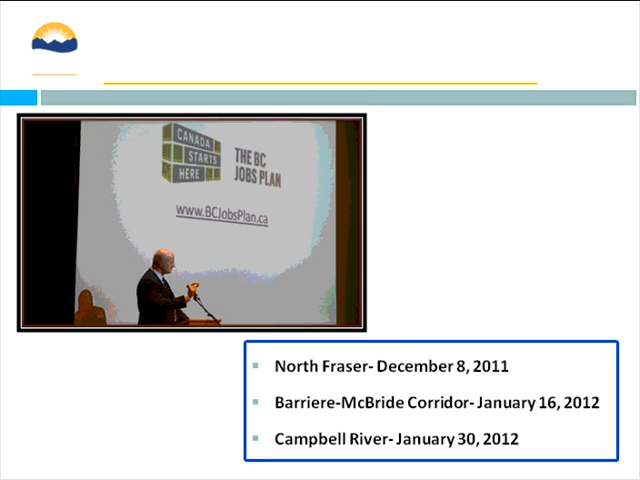 CANADA
STARTS
HERE
THE BC
JOBS PLAN
www.BCJobsPlan.ca
North Fraser- December 8, 2011
Barriere-McBride Corridor- January 16, 2012
Campbell River- January 30, 2012